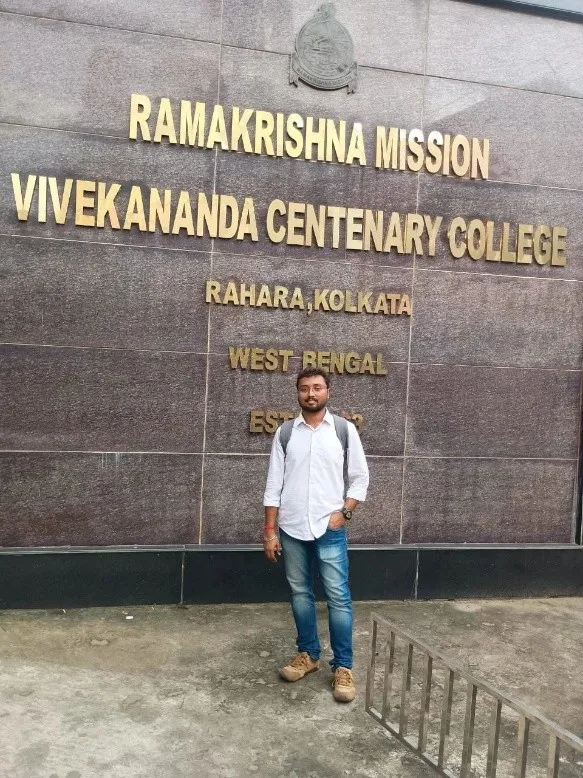 RAMAKRISHNA MISSION
VIVEKANANDA CENTENARY COLLEGE
RAHARA,KOLKATA
WEST BENGAL